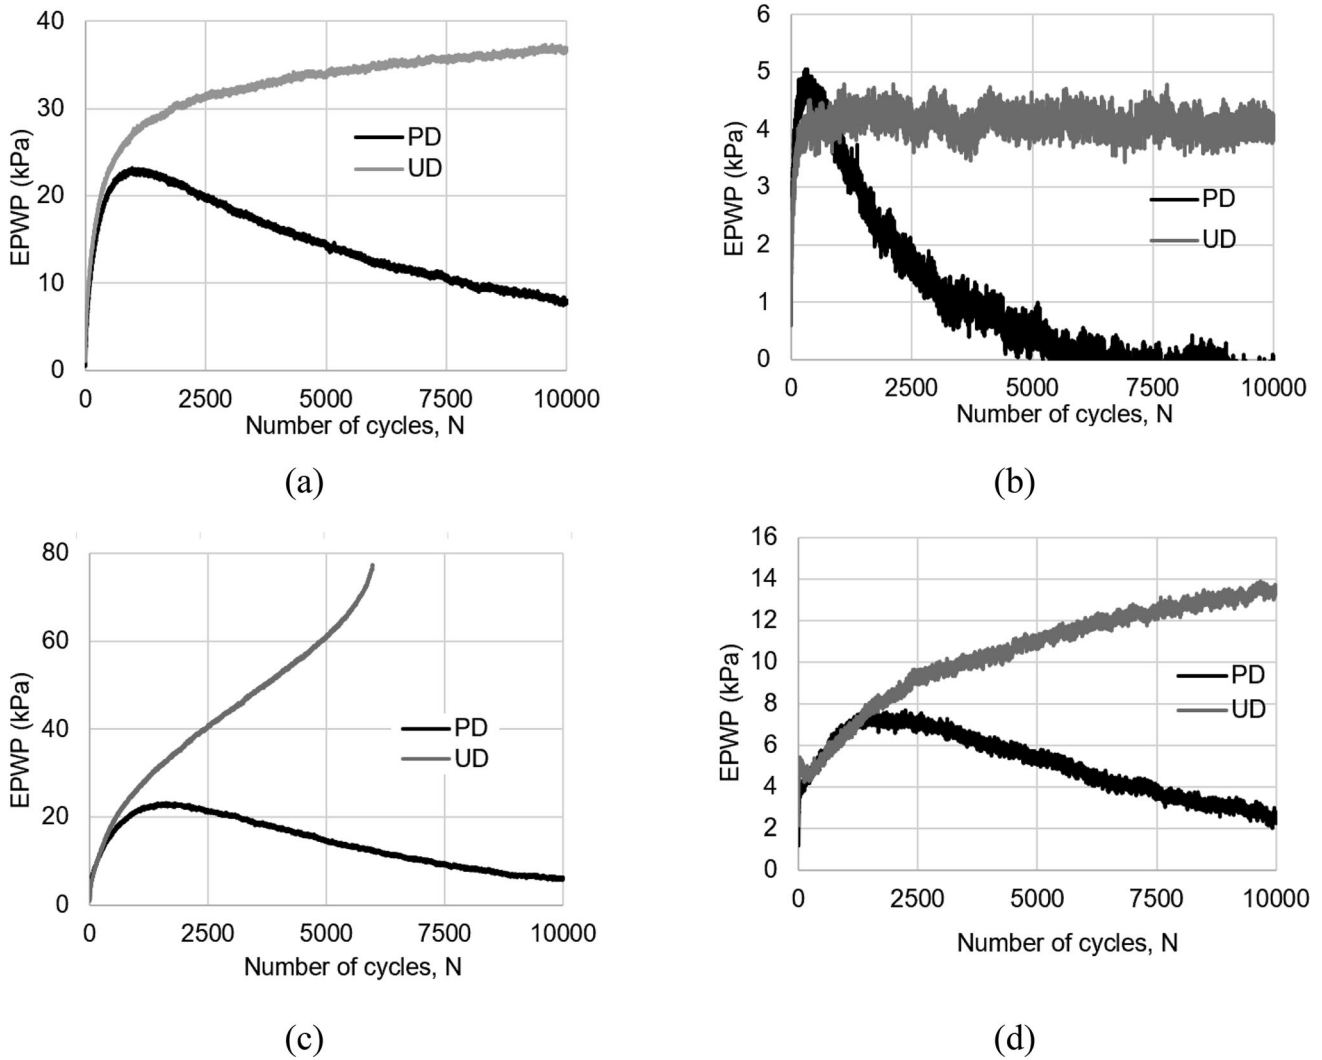 40
30
20
10
0
EPWP (kPa)
PD
UD
0 2500 5000 7500 10000
Number of cycles, N
(a)
6
5
4
3
2
1
0
EPWP (kPa)
PD
UD
0 2500 5000 7500 10000
Number of cycles, N
(b)
80
60
40
20
0
EPWP (kPa)
PD
UD
0 2500 5000 7500 10000
Number of cycles, N
(c)
16
14
12
10
8
6
4
2
0
EPWP (kPa)
PD
UD
0 2500 5000 7500 10000
Number of cycles, N
(d)